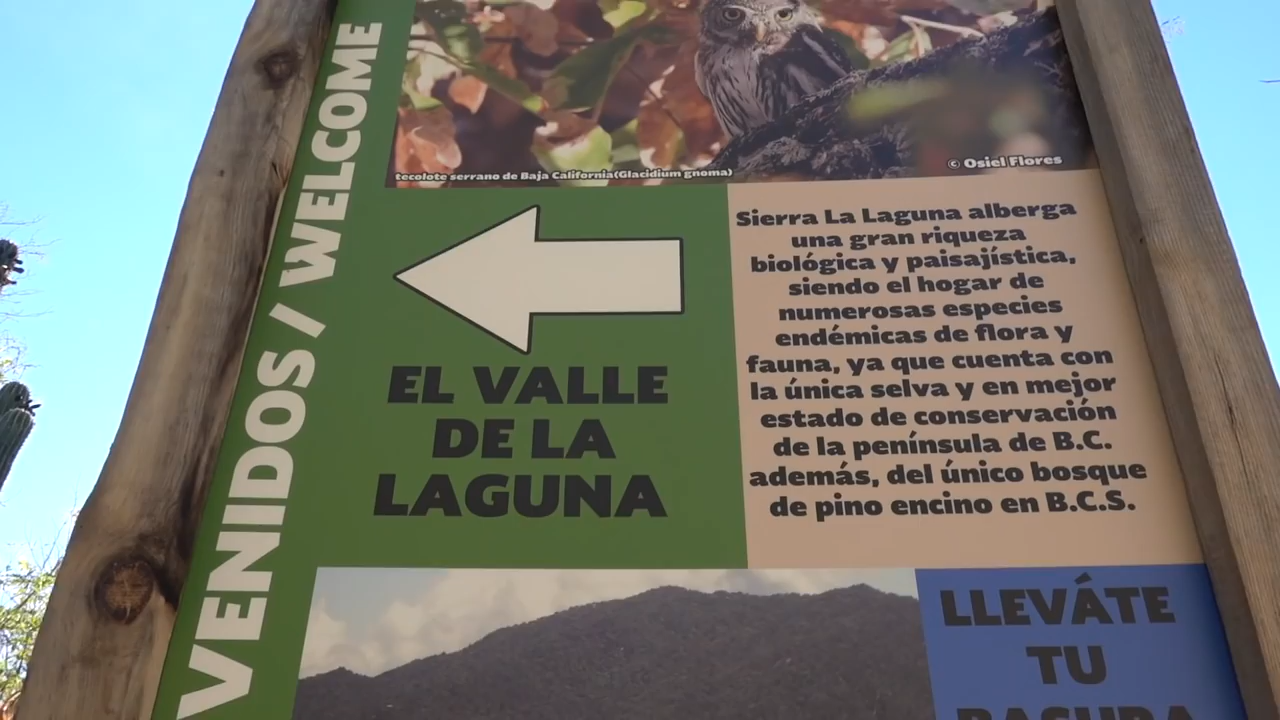 VENIDOS / WELCOME
tecolote serrano de Baja California(Glacidium gnoma)
© Osiel Flores
EL VALLE
DE LA
LAGUNA
Sierra La Laguna alberga
una gran riqueza
biológica y paisajística,
siendo el hogar de
numerosas especies
endémicas de flora y
fauna, ya que cuenta con
la única selva y en mejor
estado de conservación
de la península de B.C.
además, del único bosque
de pino encino en B.C.S.
LLEVÁTE
TU
BASURA